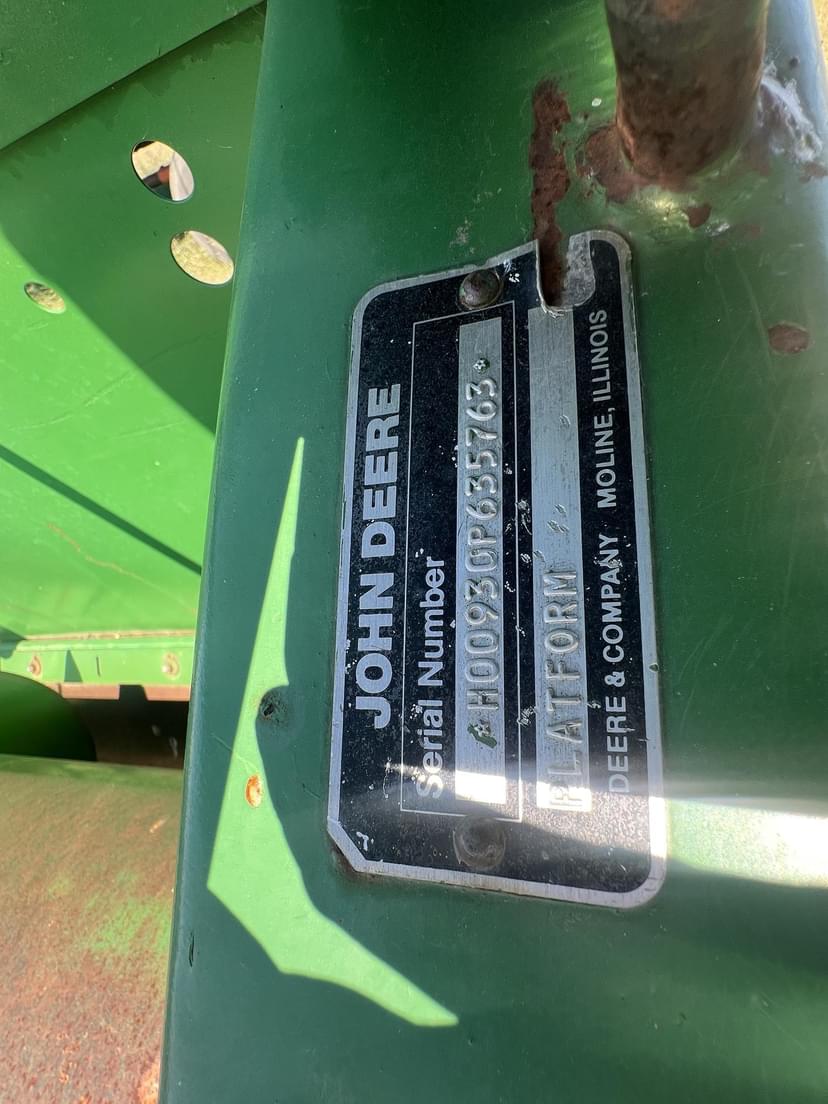 JOHN DEERE
Serial Number
*H00930P635763*
PLATFORM
DEERE & COMPANY MOLINE, ILLINOIS